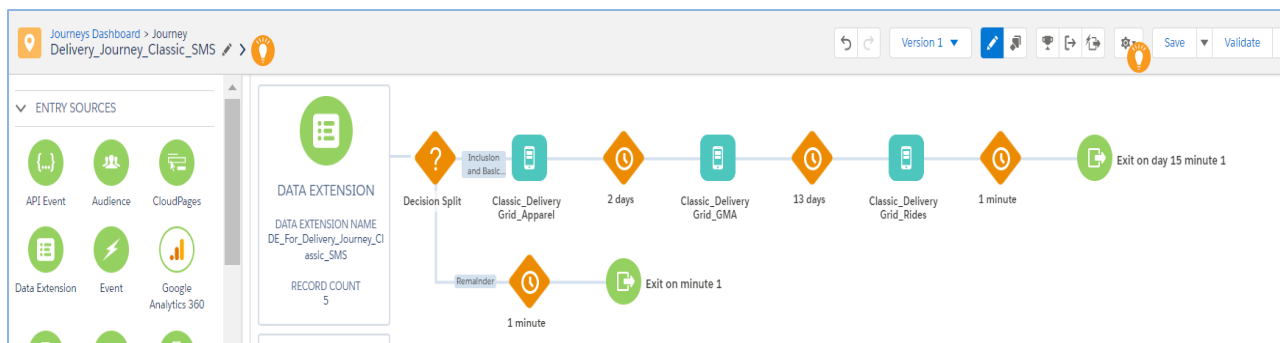 Journeys Dashboard > Journey
Delivery_Journey_Classic_SMS
Version 1
Save
Validate
ENTRY SOURCES
{...}
API Event
Audience
CloudPages
Data Extension
Event
Google
Analytics 360
DATA EXTENSION
DATA EXTENSION NAME
DE_For_Delivery_Journey_Cl
assic_SMS
RECORD COUNT
5
?
Decision Split
Inclusion
and Basic...
Classic_Delivery
Grid_Apparel
2 days
Classic_Delivery
Grid_GMA
13 days
Classic_Delivery
Grid_Rides
1 minute
Exit on day 15 minute 1
Remainder
1 minute
Exit on minute 1